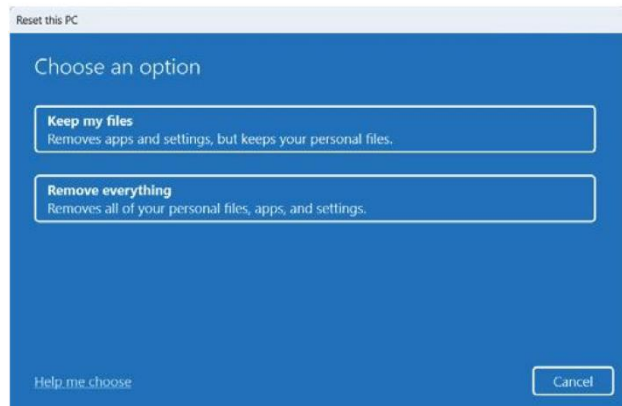 Reset this PC
Choose an option
Keep my files
Removes apps and settings, but keeps your personal files.
Remove everything
Removes all of your personal files, apps, and settings.
Help me choose
Cancel